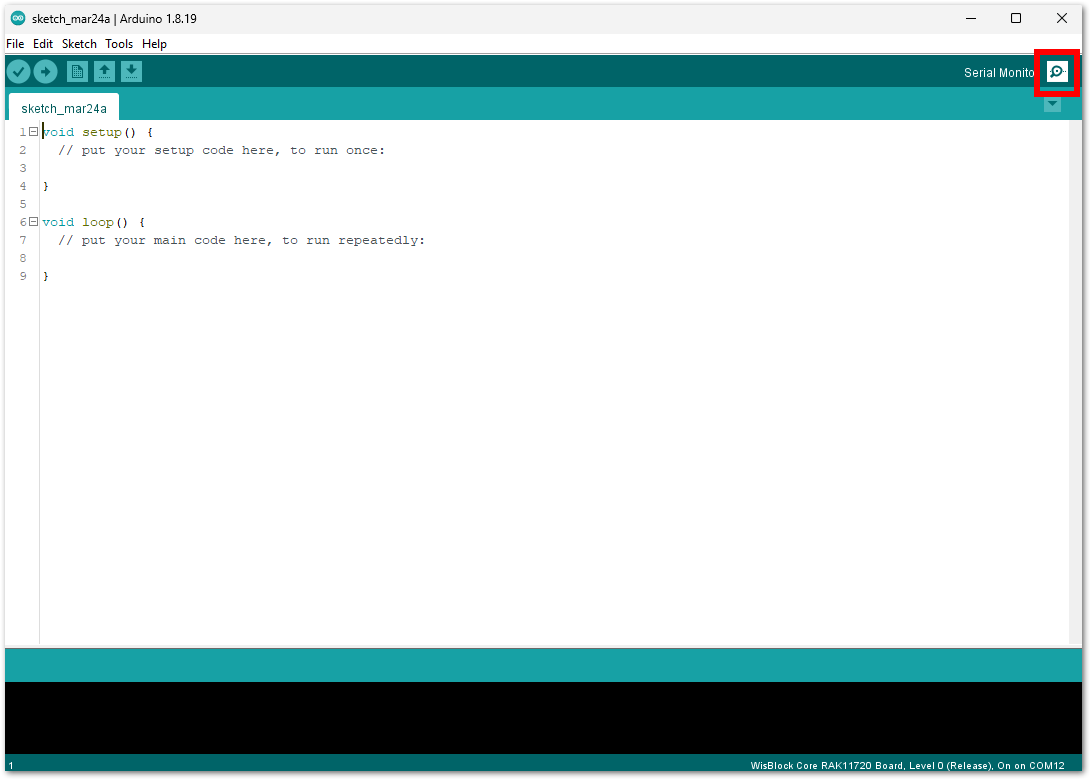 sketch_mar24a | Arduino 1.8.19
File Edit Sketch Tools Help
Serial Monito
sketch_mar24a
1 void setup() {
2 // put your setup code here, to run once:
3
4 }
5
6 void loop() {
7 // put your main code here, to run repeatedly:
8
9 }
1 WisBlock Core RAK11720 Board, Level 0 (Release), On on COM12